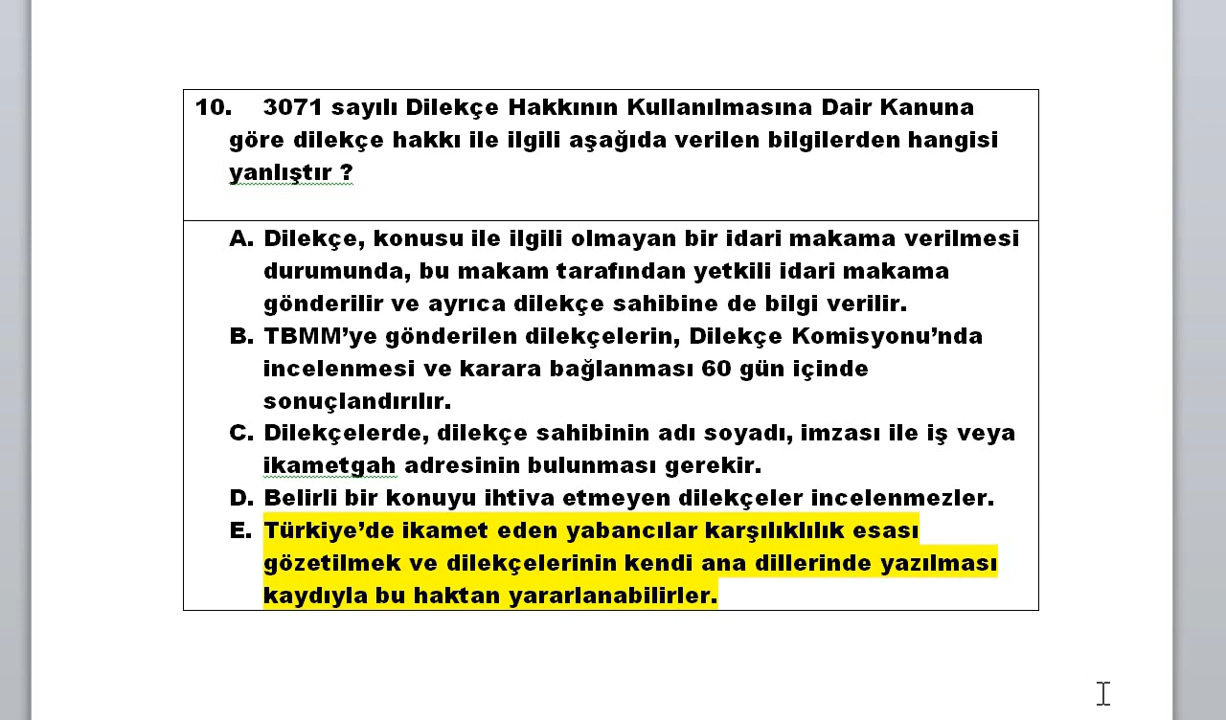 10. 3071 sayılı Dilekçe Hakkının Kullanılmasına Dair Kanuna
göre dilekçe hakkı ile ilgili aşağıda verilen bilgilerden hangisi
yanlıştır ?
A. Dilekçe, konusu ile ilgili olmayan bir idari makama verilmesi
durumunda, bu makam tarafından yetkili idari makama
gönderilir ve ayrıca dilekçe sahibine de bilgi verilir.
B. TBMM’ye gönderilen dilekçelerin, Dilekçe Komisyonu’nda
incelenmesi ve karara bağlanması 60 gün içinde
sonuçlandırılır.
C. Dilekçelerde, dilekçe sahibinin adı soyadı, imzası ile iş veya
ikametgah adresinin bulunması gerekir.
D. Belirli bir konuyu ihtiva etmeyen dilekçeler incelenmezler.
E. Türkiye’de ikamet eden yabancılar karşılıklılık esası
gözetilmek ve dilekçelerinin kendi ana dillerinde yazılması
kaydıyla bu haktan yararlanabilirler.